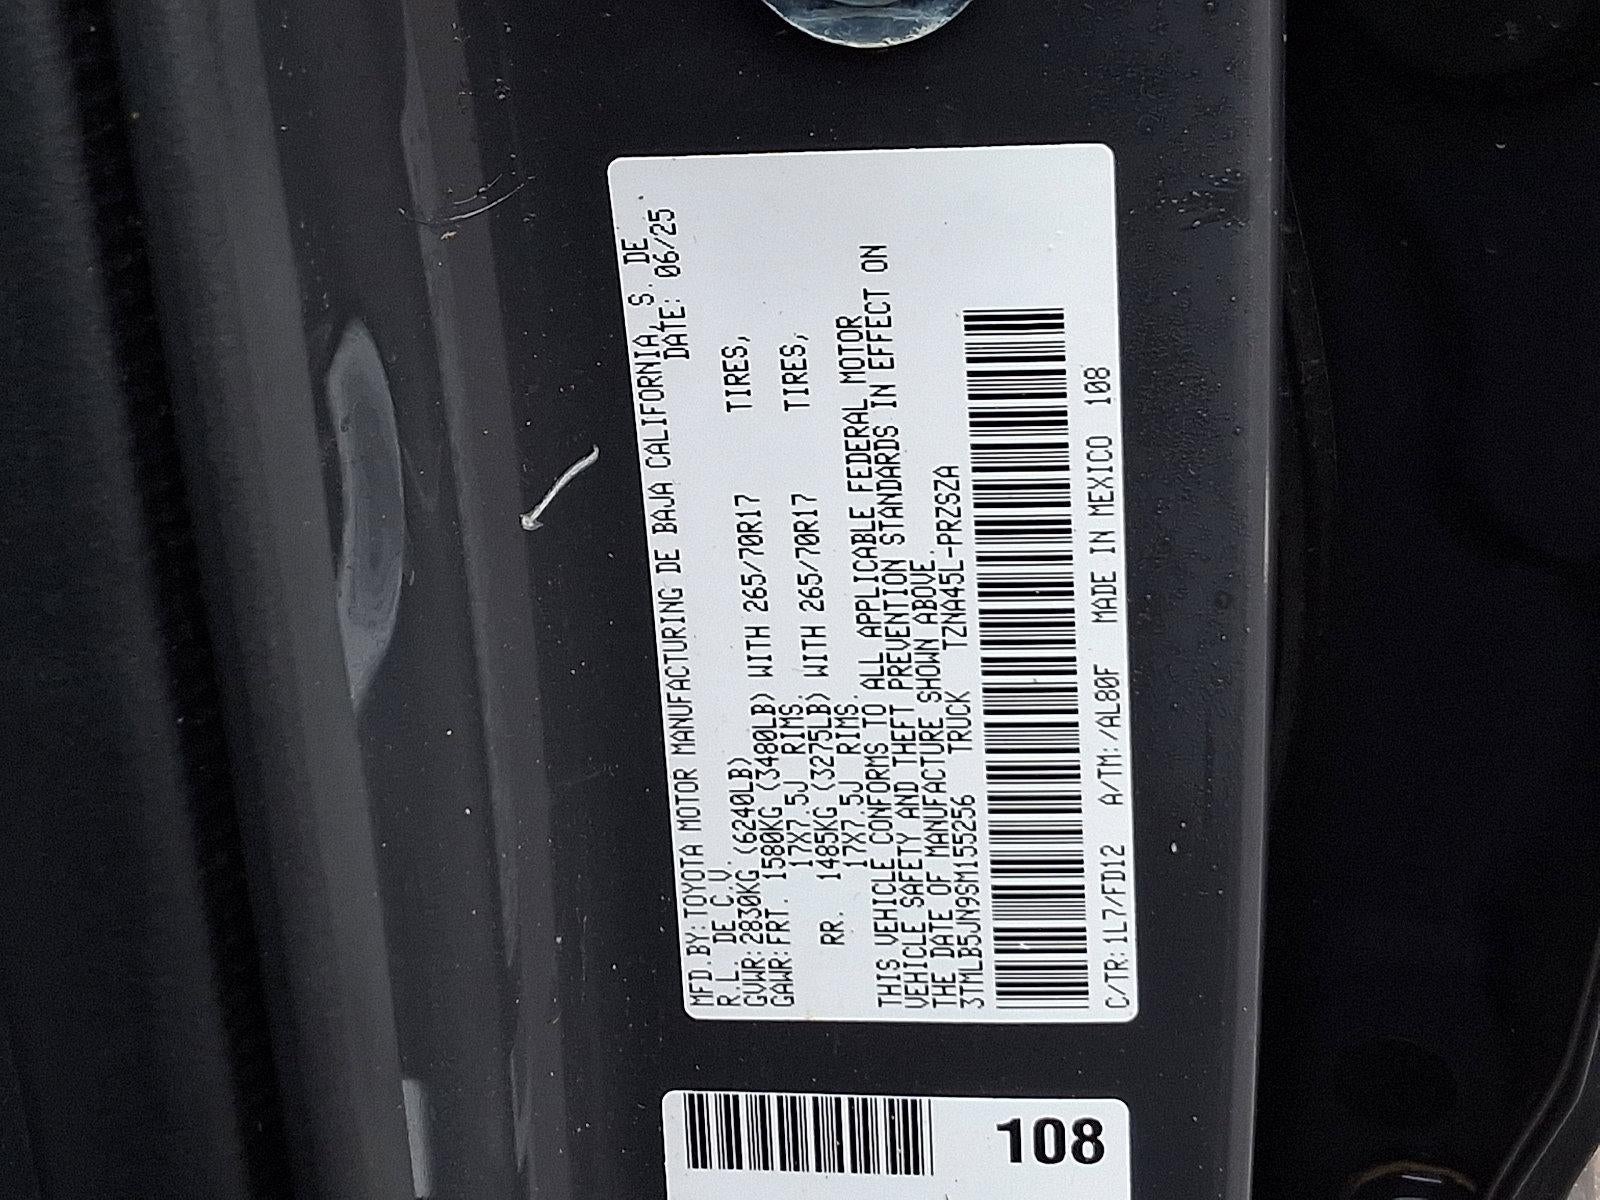 MFD.BY:TOYOTA MOTOR MANUFACTURING DE BAJA CALIFORNIA, S. DE
R.L. DE C.V. DATE: 06/25
GVWR:2830KG (6240LB)
GAWR:FRT. 1580KG (3480LB) WITH 265/70R17 TIRES,
17X7.5J RIMS.
RR. 1485KG (3275LB) WITH 265/70R17 TIRES,
17X7.5J RIMS.
THIS VEHICLE CONFORMS TO ALL APPLICABLE FEDERAL MOTOR
VEHICLE SAFETY AND THEFT PREVENTION STANDARDS IN EFFECT ON
THE DATE OF MANUFACTURE SHOWN ABOVE.
3TMLB5JN9SM155256 TRUCK TZNA45L-PRZSZA
C/TR:1L7/FD12 A/TM:/AL80F MADE IN MEXICO 108
108